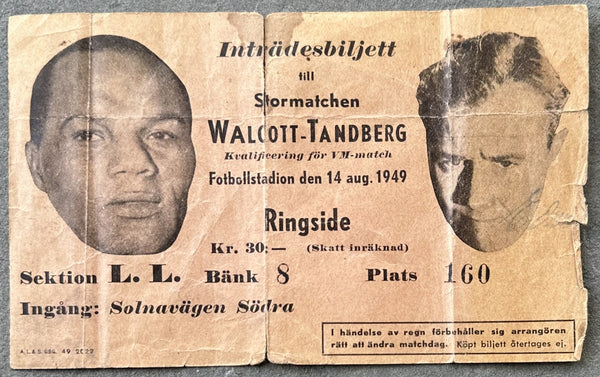 Inträdesbiljett
till
Stormatchen
WALCOTT-TANDBERG
Kvalificering för VM-match
Fotbollstadion den 14 aug. 1949
Ringside
Kr. 30:— (Skatt inräknad)
Sektion L. L. Bänk 8 Plats 160
Ingång: Solnavägen Södra
I händelse av regn förbehåller sig arrangören
rätt att ändra matchdag. Köpt biljett återtages ej.
49 2022